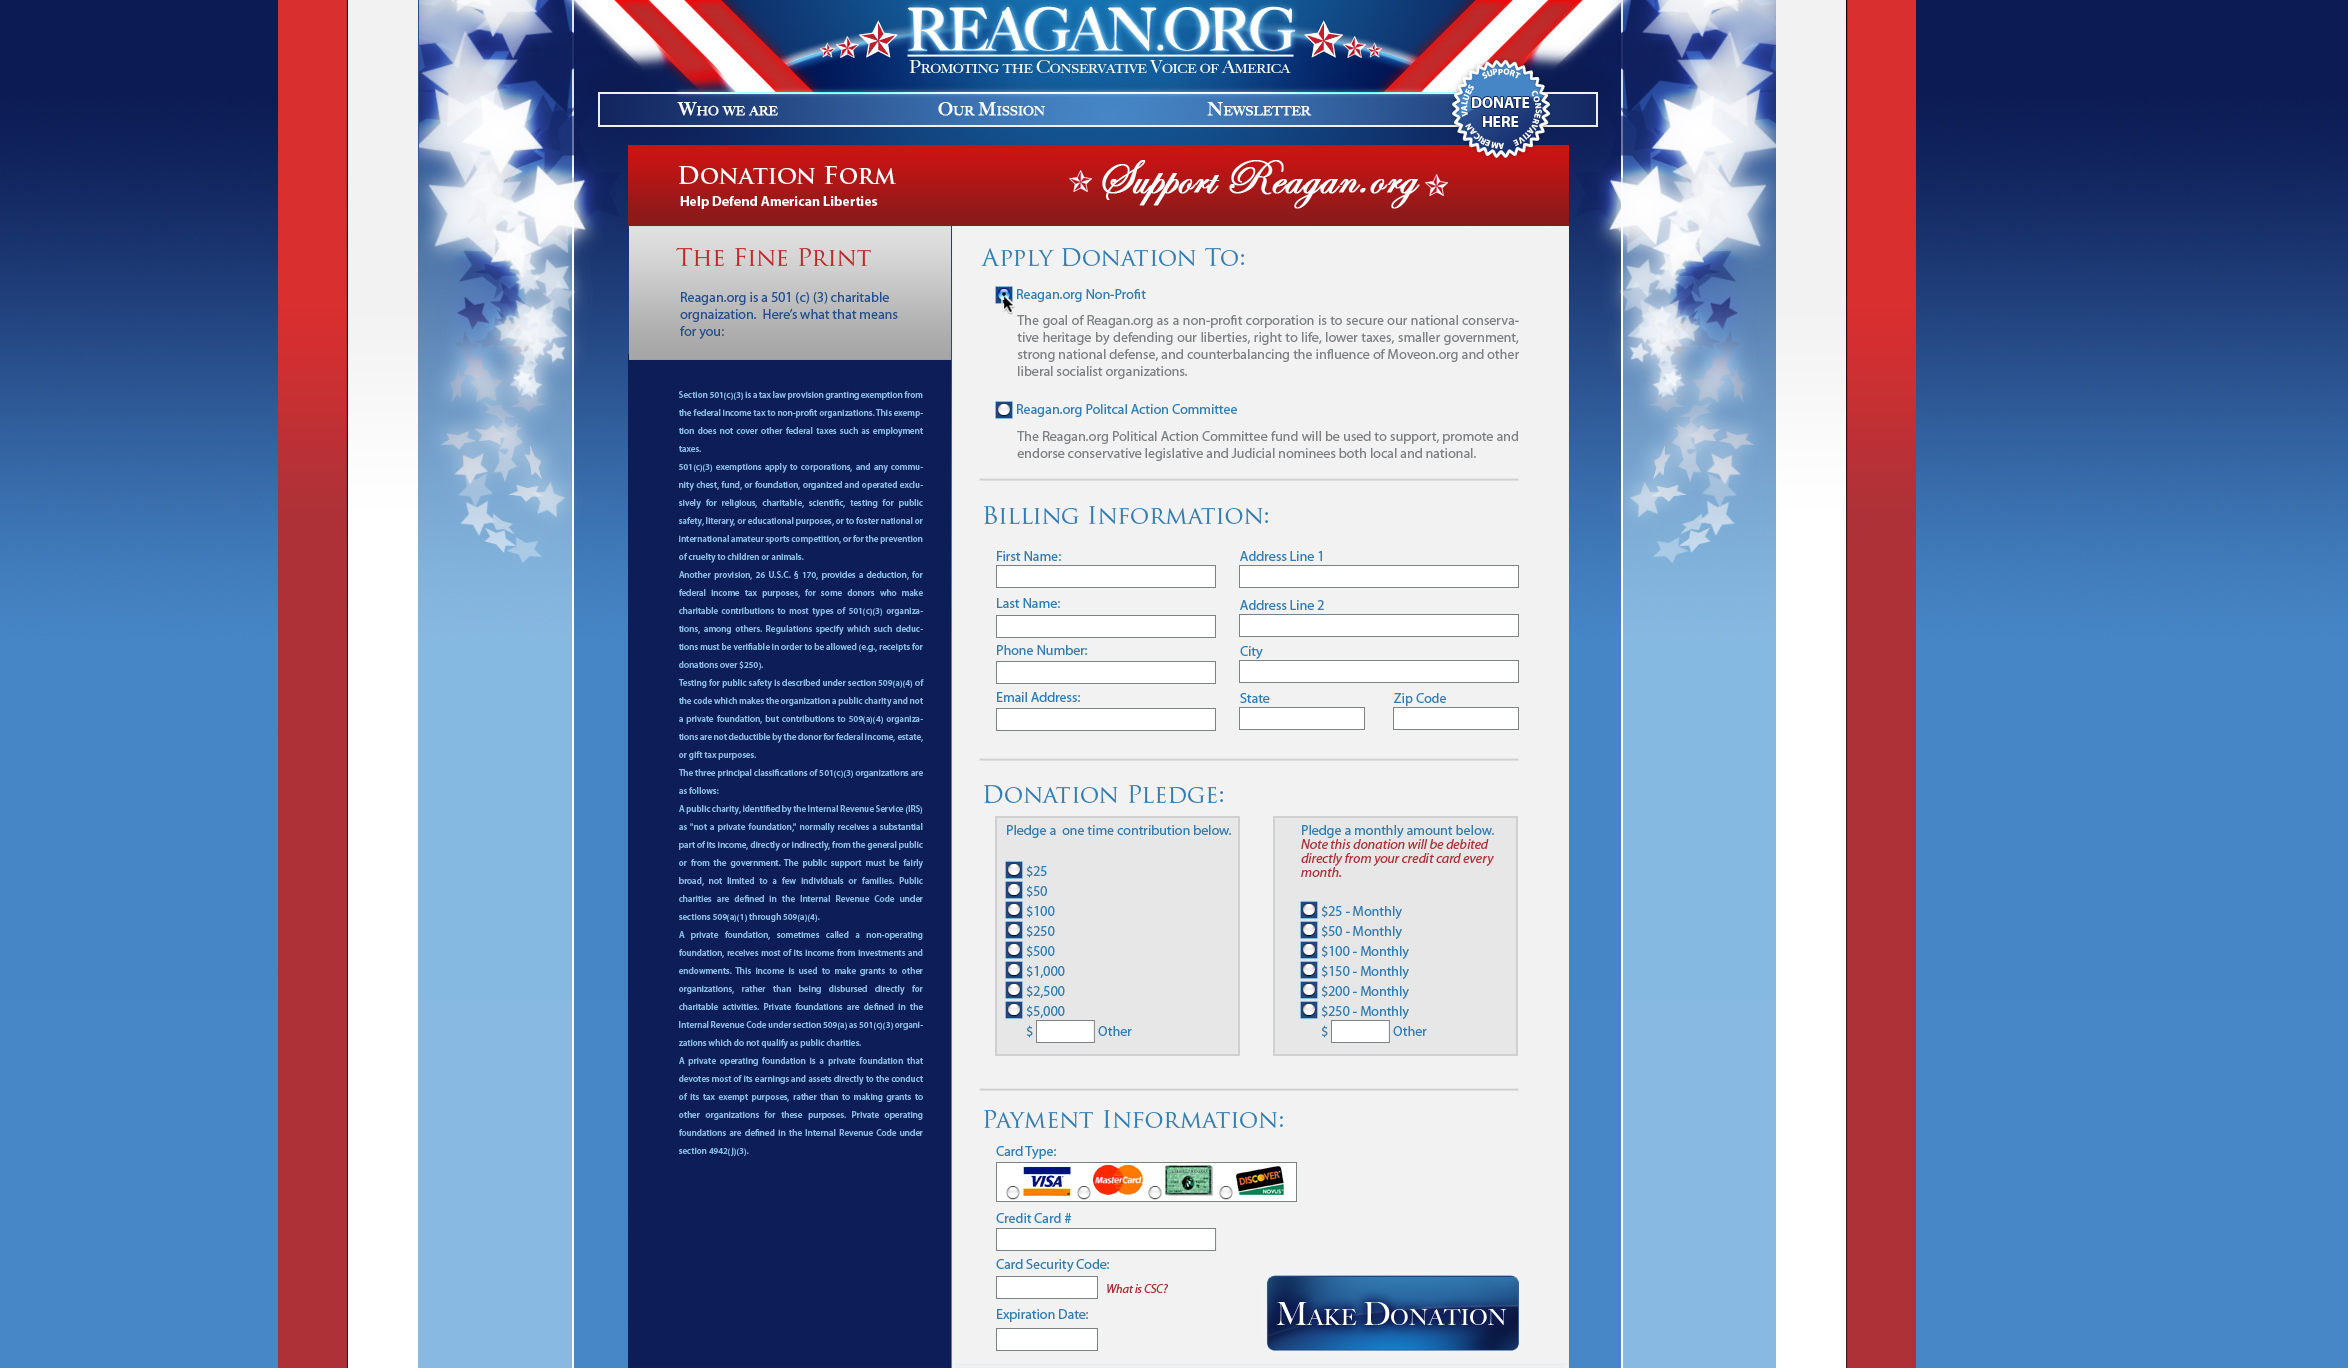 REAGAN.ORG
PROMOTING THE CONSERVATIVE VOICE OF AMERICA
WHO WE ARE
OUR MISSION
NEWSLETTER
SUPPORT CONSERVATIVE AMERICAN VALUES
DONATE
HERE
DONATION FORM
Help Defend American Liberties
Support Reagan.org
THE FINE PRINT
Reagan.org is a 501 (c) (3) charitable
orgnaization. Here's what that means
for you:
Section 501(c)(3) is a tax law provision granting exemption from
the federal income tax to non-profit organizations. This exemp-
tion does not cover other federal taxes such as employment
taxes.
501(c)(3) exemptions apply to corporations, and any commu-
nity chest, fund, or foundation, organized and operated exclu-
sively for religious, charitable, scientific, testing for public
safety, literary, or educational purposes, or to foster national or
international amateur sports competition, or for the prevention
of cruelty to children or animals.
Another provision, 26 U.S.C. § 170, provides a deduction, for
federal income tax purposes, for some donors who make
charitable contributions to most types of 501(c)(3) organiza-
tions, among others. Regulations specify which such deduc-
tions must be verifiable in order to be allowed (e.g., receipts for
donations over $250).
Testing for public safety is described under section 509(a)(4) of
the code which makes the organization a public charity and not
a private foundation, but contributions to 509(a)(4) organiza-
tions are not deductible by the donor for federal income, estate,
or gift tax purposes.
The three principal classifications of 501(c)(3) organizations are
as follows:
A public charity, identified by the Internal Revenue Service (IRS)
as "not a private foundation," normally receives a substantial
part of its income, directly or indirectly, from the general public
or from the government. The public support must be fairly
broad, not limited to a few individuals or families. Public
charities are defined in the Internal Revenue Code under
sections 509(a)(1) through 509(a)(4).
A private foundation, sometimes called a non-operating
foundation, receives most of its income from investments and
endowments. This income is used to make grants to other
organizations, rather than being disbursed directly for
charitable activities. Private foundations are defined in the
Internal Revenue Code under section 509(a) as 501(c)(3) organi-
zations which do not qualify as public charities.
A private operating foundation is a private foundation that
devotes most of its earnings and assets directly to the conduct
of its tax exempt purposes, rather than to making grants to
other organizations for these purposes. Private operating
foundations are defined in the Internal Revenue Code under
section 4942(j)(3).
APPLY DONATION TO:
Reagan.org Non-Profit
The goal of Reagan.org as a non-profit corporation is to secure our national conserva-
tive heritage by defending our liberties, right to life, lower taxes, smaller government,
strong national defense, and counterbalancing the influence of Moveon.org and other
liberal socialist organizations.
Reagan.org Politcal Action Committee
The Reagan.org Political Action Committee fund will be used to support, promote and
endorse conservative legislative and Judicial nominees both local and national.
BILLING INFORMATION:
First Name:
Address Line 1
Last Name:
Address Line 2
Phone Number:
City
Email Address:
State
Zip Code
DONATION PLEDGE:
Pledge a one time contribution below.
$25
$50
$100
$250
$500
$1,000
$2,500
$5,000
$ Other
Pledge a monthly amount below.
Note this donation will be debited
directly from your credit card every
month.
$25 - Monthly
$50 - Monthly
$100 - Monthly
$150 - Monthly
$200 - Monthly
$250 - Monthly
$ Other
PAYMENT INFORMATION:
Card Type:
VISA
MasterCard
DISCOVER
NOVUS
Credit Card #
Card Security Code:
What is CSC?
Expiration Date:
MAKE DONATION